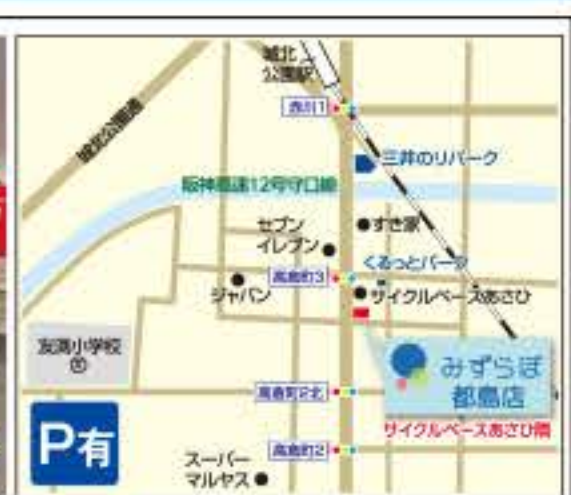 城北
公園駅
赤川1
城北公園通
三井のリパーク
阪神高速12号守口線
セブン
イレブン
すき家
くるっとパーク
高倉町3
ジャパン
サイクルベースあさひ
友渕小学校
文
みずらぼ
都島店
高倉町2北
サイクルベースあさひ隣
P有
高倉町2
スーパー
マルヤス